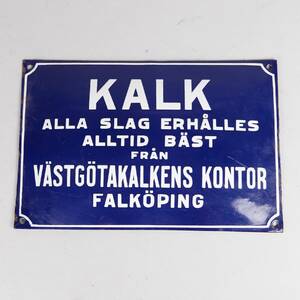 KALK
ALLA SLAG ERHÅLLES
ALLTID BÄST
FRÅN
VÄSTGÖTAKALKENS KONTOR
FALKÖPING